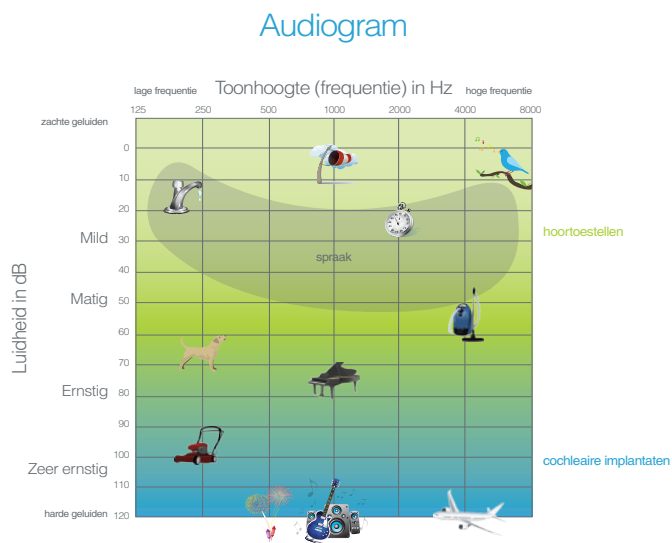 Audiogram
lage frequentie Toonhoogte (frequentie) in Hz hoge frequentie
125 250 500 1000 2000 4000 8000
zachte geluiden
0
10
20
Mild 30
40
Matig 50
60
70
Ernstig 80
90
100
Zeer ernstig
110
harde geluiden 120
Luidheid in dB
spraak
hoortoestellen
cochleaire implantaten